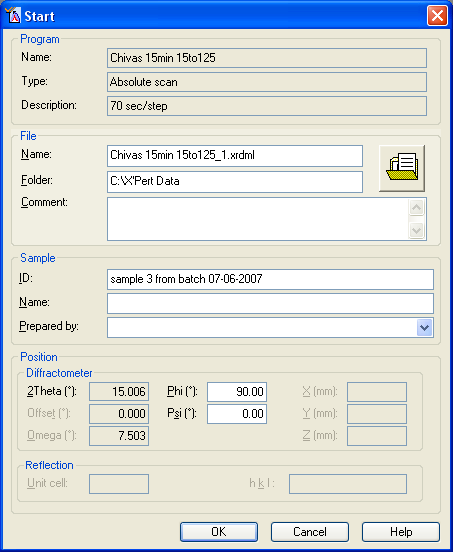 Start
Program
Name: Chivas 15min 15to125
Type: Absolute scan
Description: 70 sec/step
File
Name: Chivas 15min 15to125_1.xrdml
Folder: C:\X'Pert Data
Comment:
Sample
ID: sample 3 from batch 07-06-2007
Name:
Prepared by:
Position
Diffractometer
2Theta (°): 15.006 Phi (°): 90.00 X (mm):
Offset (°): 0.000 Psi (°): 0.00 Y (mm):
Omega (°): 7.503 Z (mm):
Reflection
Unit cell: h k l :
OK Cancel Help